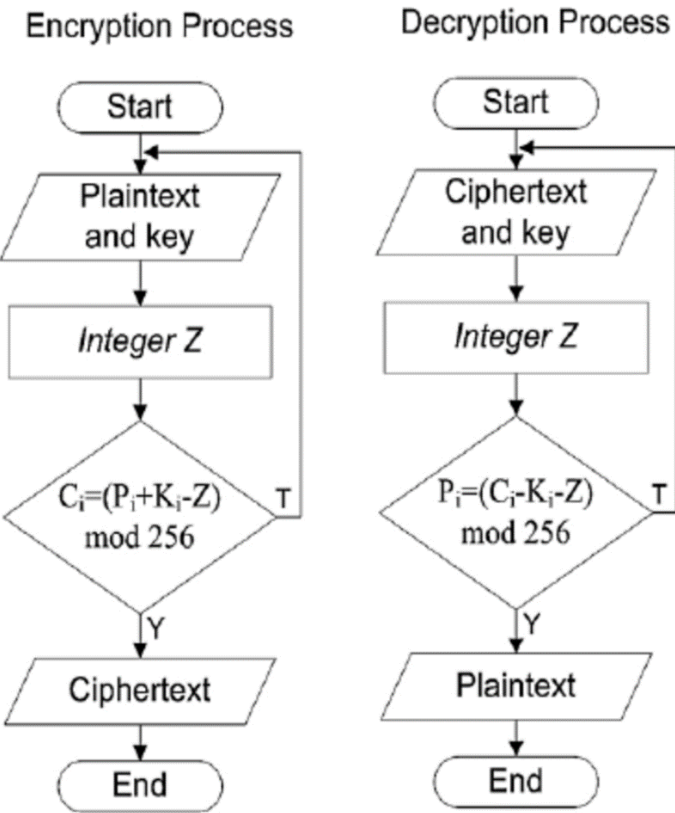 Encryption Process
Start
Plaintext
and key
Integer Z
Cᵢ=(Pᵢ+Kᵢ-Z)
mod 256
T
Y
Ciphertext
End
Decryption Process
Start
Ciphertext
and key
Integer Z
Pᵢ=(Cᵢ-Kᵢ-Z)
mod 256
T
Y
Plaintext
End